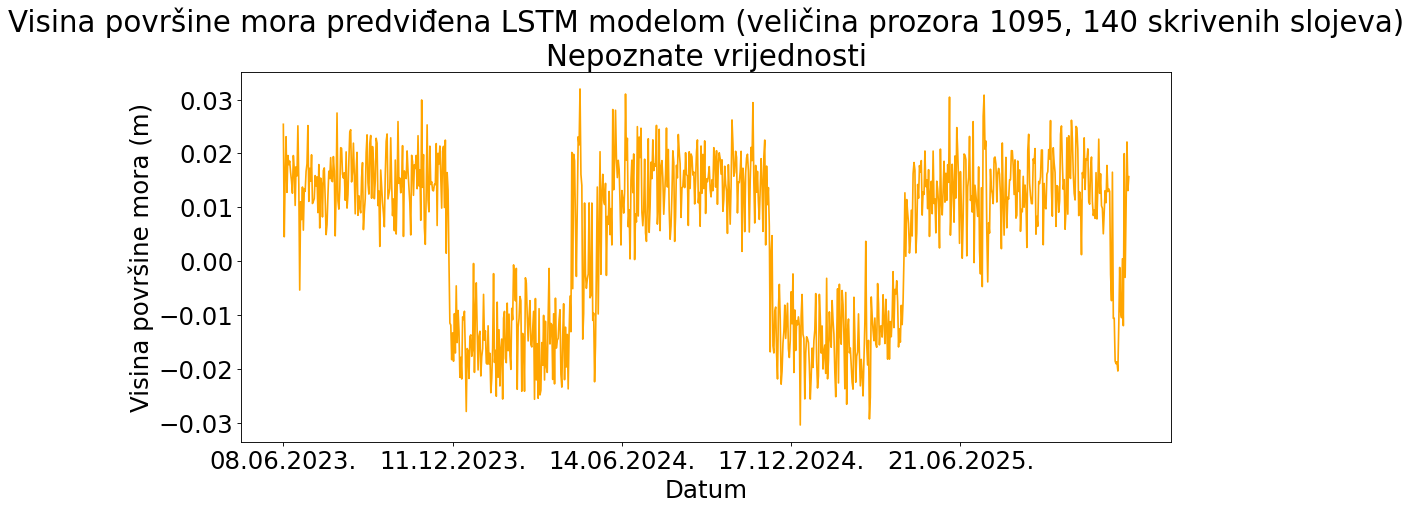 Visina površine mora predviđena LSTM modelom (veličina prozora 1095, 140 skrivenih slojeva)
Nepoznate vrijednosti
Visina površine mora (m)
0.03
0.02
0.01
0.00
−0.01
−0.02
−0.03
08.06.2023. 11.12.2023. 14.06.2024. 17.12.2024. 21.06.2025.
Datum